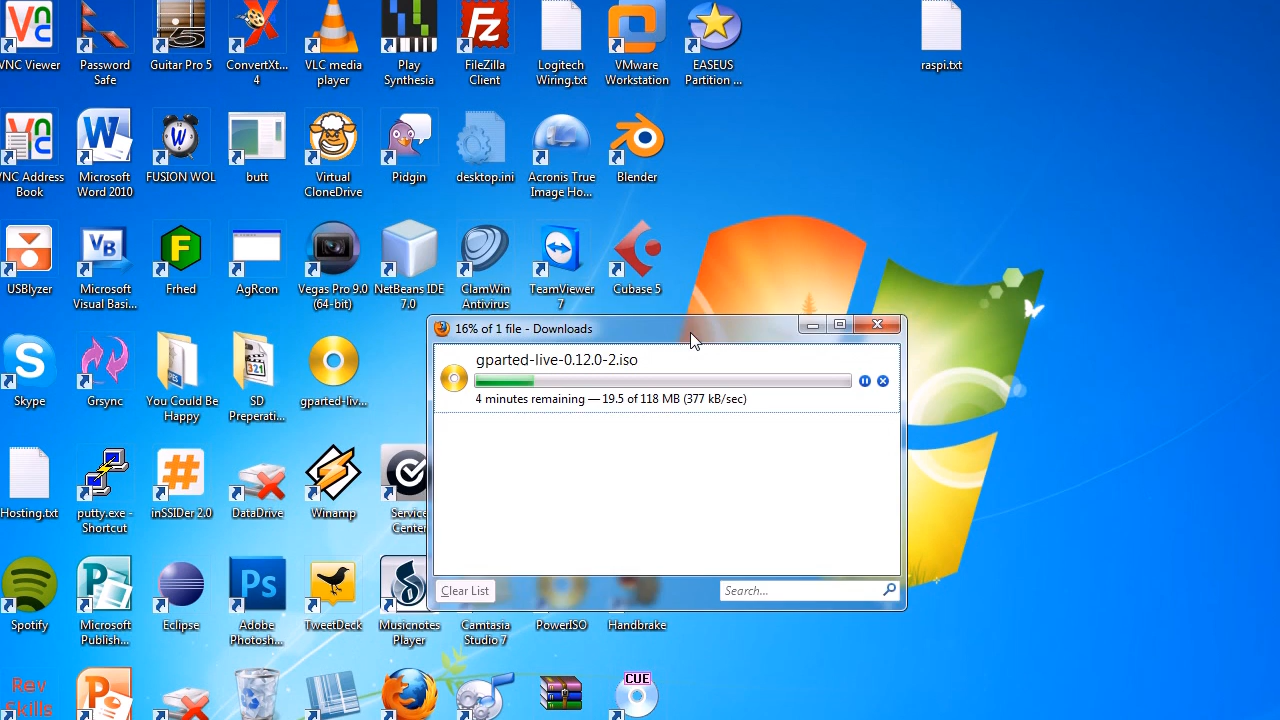 VNC Viewer
Password
Safe
Guitar Pro 5
ConvertXt...
4
VLC media
player
Play
Synthesia
FileZilla
Client
Logitech
Wiring.txt
VMware
Workstation
EASEUS
Partition ...
raspi.txt
VNC Address
Book
Microsoft
Word 2010
FUSION WOL
butt
Virtual
CloneDrive
Pidgin
desktop.ini
Acronis True
Image Ho...
Blender
USBlyzer
Microsoft
Visual Basi...
Frhed
AgRcon
Vegas Pro 9.0
(64-bit)
NetBeans IDE
7.0
ClamWin
Antivirus
TeamViewer
7
Cubase 5
16% of 1 file - Downloads
gparted-live-0.12.0-2.iso
4 minutes remaining — 19.5 of 118 MB (377 kB/sec)
Clear List
Search...
Skype
Grsync
You Could Be
Happy
SD
Preperati...
gparted-liv...
Hosting.txt
putty.exe -
Shortcut
inSSIDer 2.0
DataDrive
Winamp
Service
Center
Spotify
Microsoft
Publish...
Eclipse
Adobe
Photosh...
TweetDeck
Musicnotes
Player
Camtasia
Studio 7
PowerISO
Handbrake
Rev
Skills
CUE